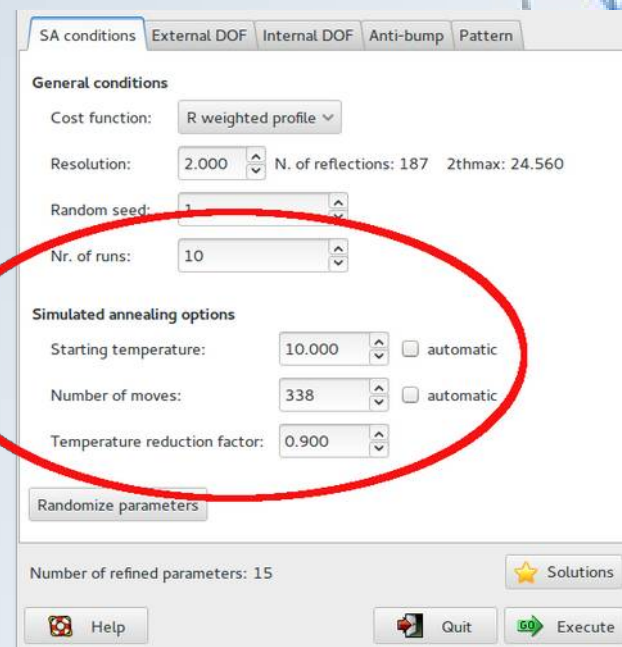 SA conditions External DOF Internal DOF Anti-bump Pattern
General conditions
Cost function: R weighted profile
Resolution: 2.000 N. of reflections: 187 2thmax: 24.560
Random seed: 1
Nr. of runs: 10
Simulated annealing options
Starting temperature: 10.000 automatic
Number of moves: 338 automatic
Temperature reduction factor: 0.900
Randomize parameters
Number of refined parameters: 15 Solutions
Help Quit GO Execute